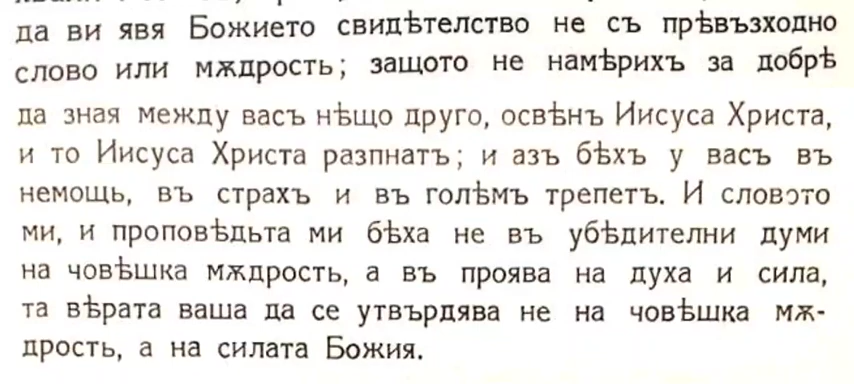 да ви явя Божието свидѣтелство не съ прѣвъзходно
слово или мѫдрость; защото не намѣрихъ за добрѣ
да зная между васъ нѣщо друго, освѣнъ Иисуса Христа,
и то Иисуса Христа разпнатъ; и азъ бѣхъ у васъ въ
немощь, въ страхъ и въ голѣмъ трепетъ. И словото
ми, и проповѣдьта ми бѣха не въ убѣдителни думи
на човѣшка мѫдрость, а въ проява на духа и сила,
та вѣрата ваша да се утвърдява не на човѣшка мѫ-
дрость, а на силата Божия.